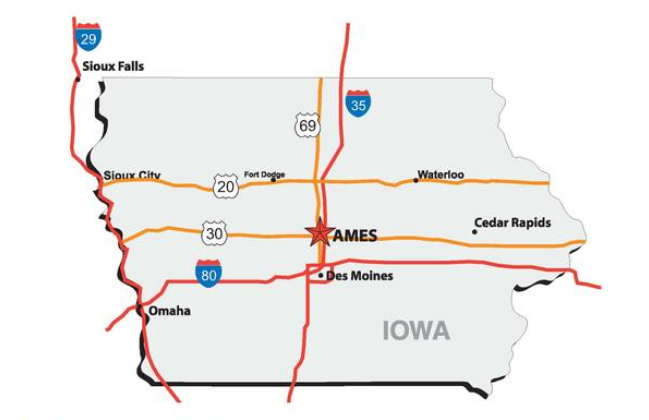 29
Sioux Falls
35
69
Sioux City
Fort Dodge
Waterloo
20
Cedar Rapids
30
AMES
80
Des Moines
Omaha
IOWA